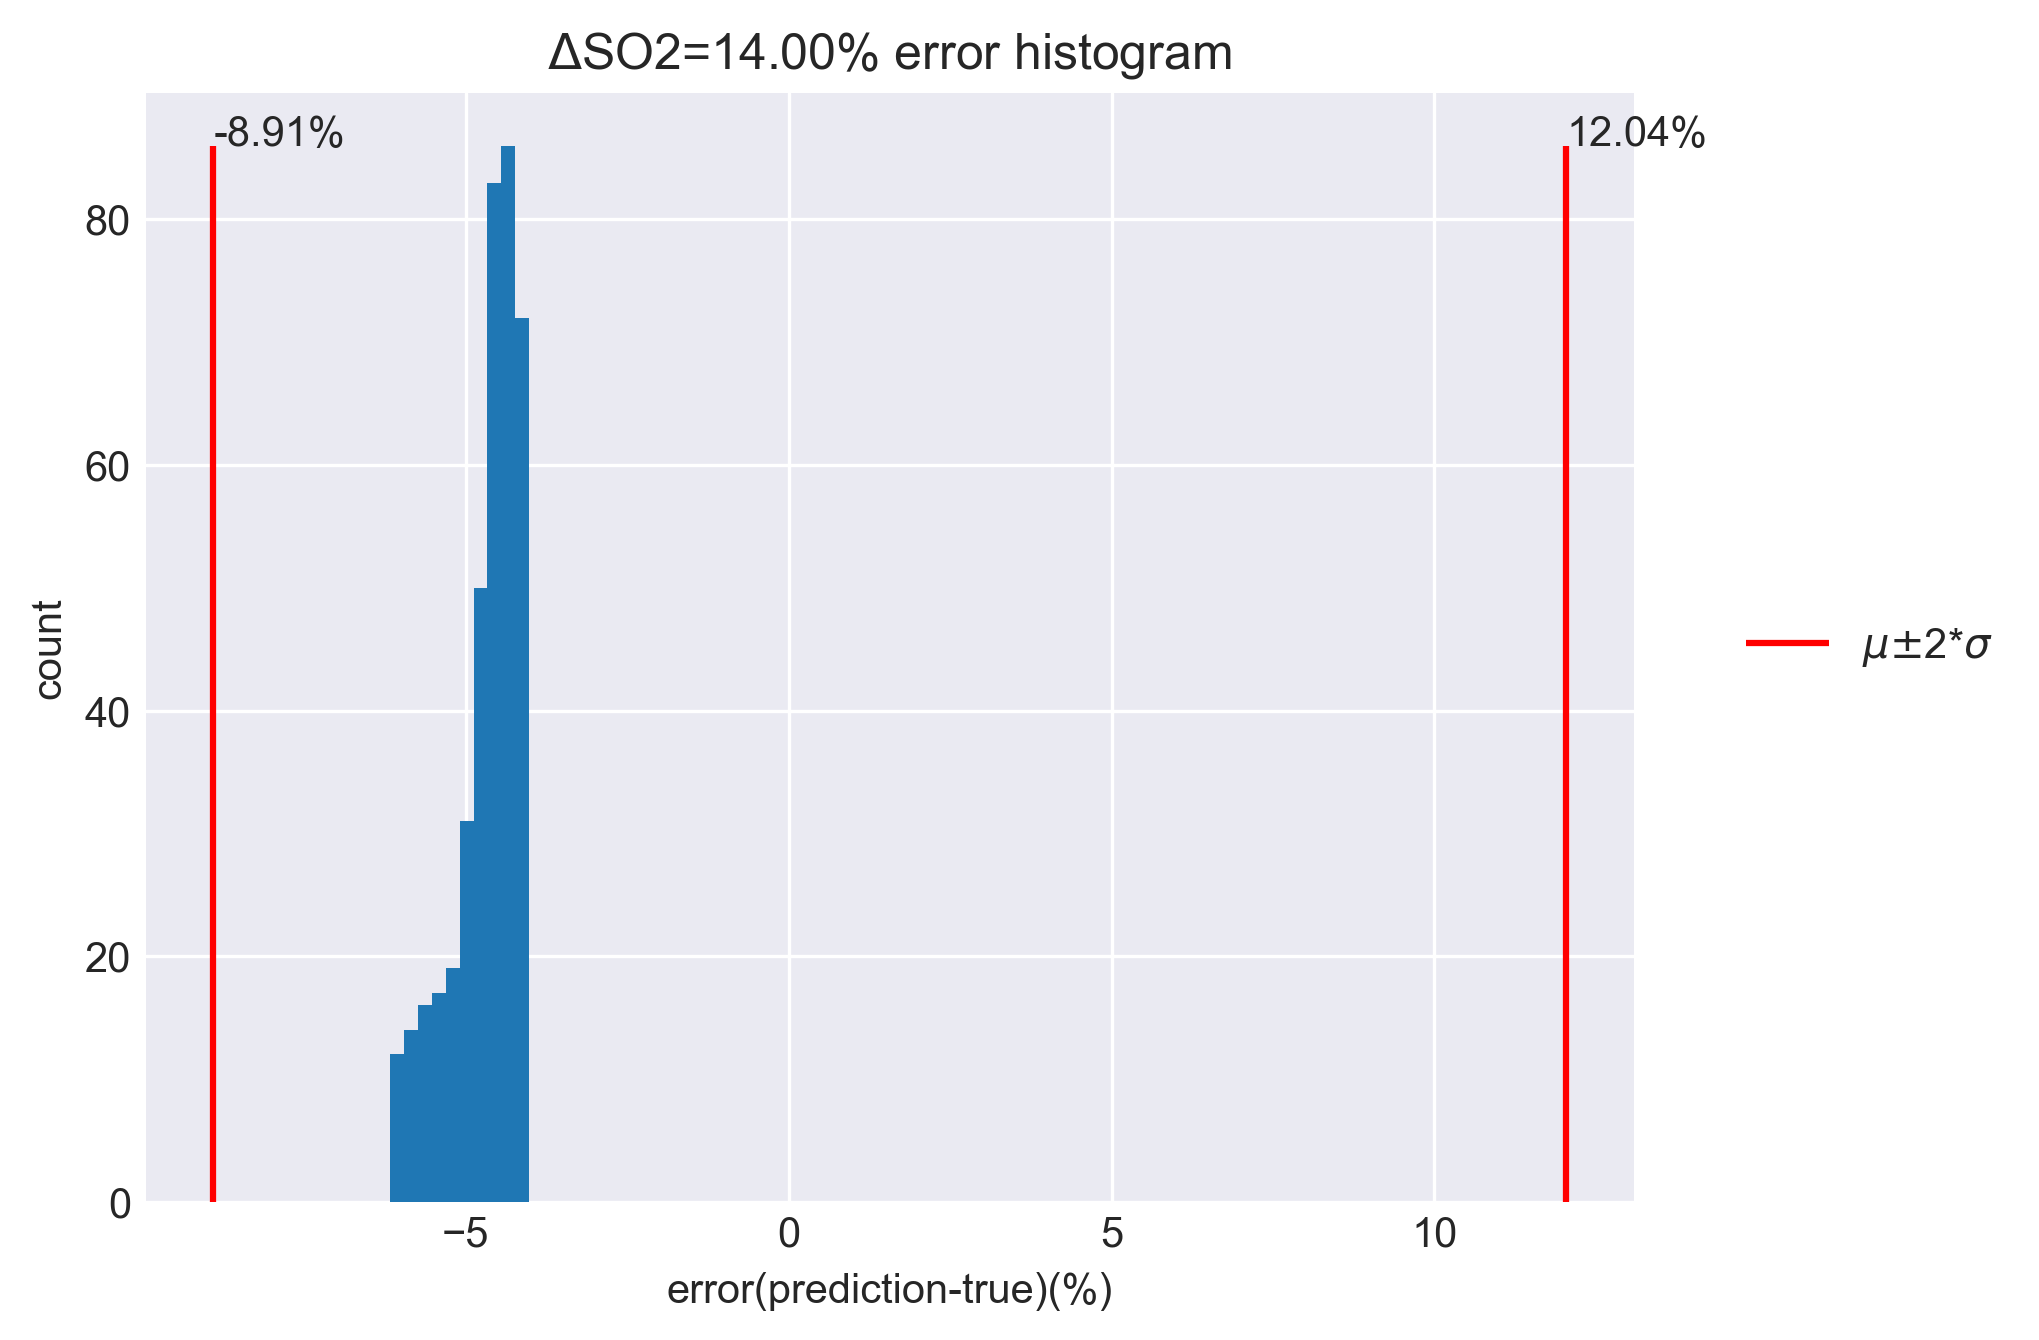 ΔSO2=14.00% error histogram
-8.91%
12.04%
80
60
40
20
0
count
−5
0
5
10
error(prediction-true)(%)
μ±2*σ